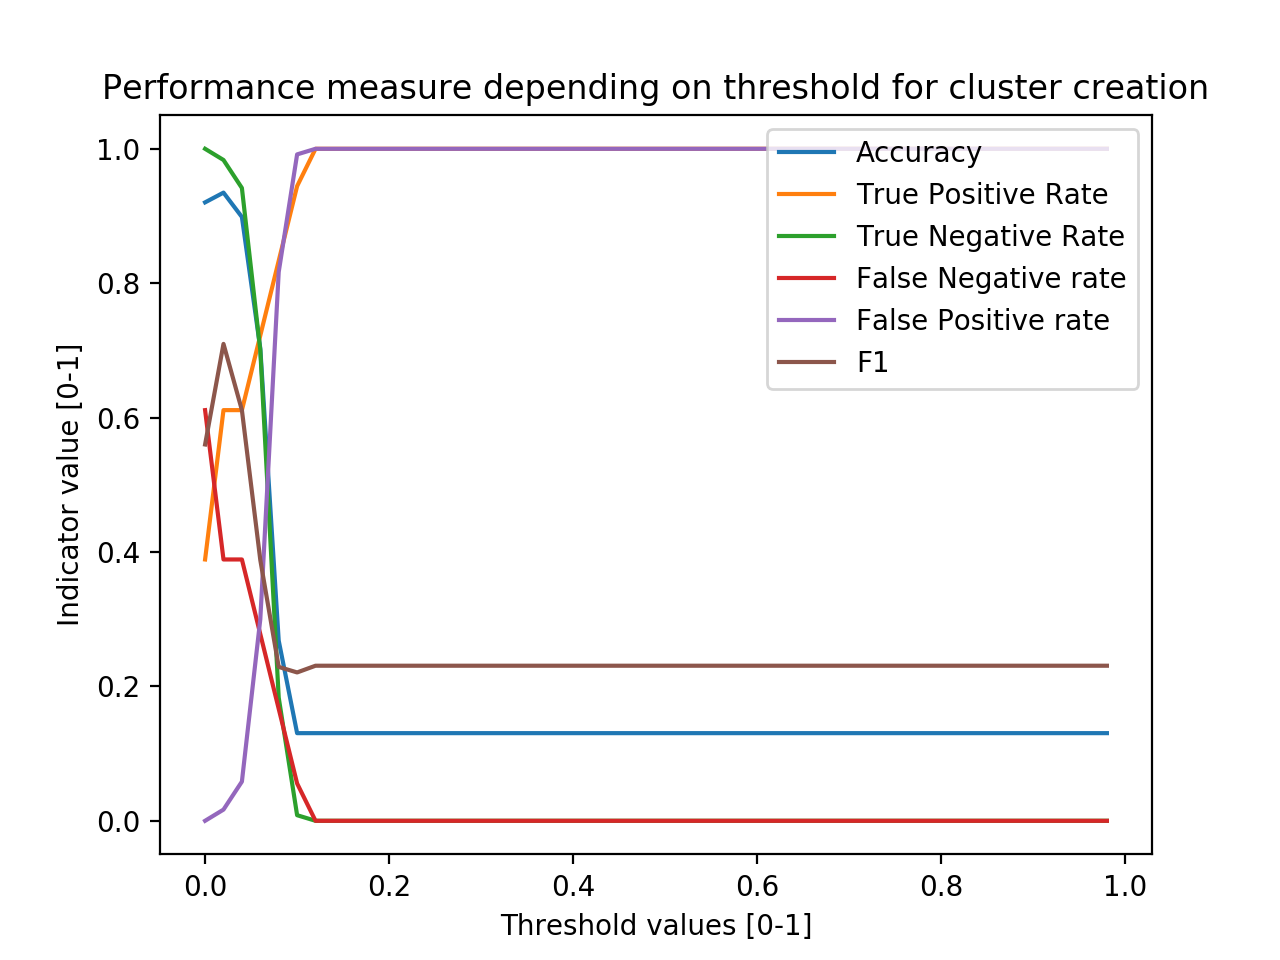 Performance measure depending on threshold for cluster creation
1.0
0.8
0.6
0.4
0.2
0.0
Indicator value [0-1]
Accuracy
True Positive Rate
True Negative Rate
False Negative rate
False Positive rate
F1
0.0 0.2 0.4 0.6 0.8 1.0
Threshold values [0-1]